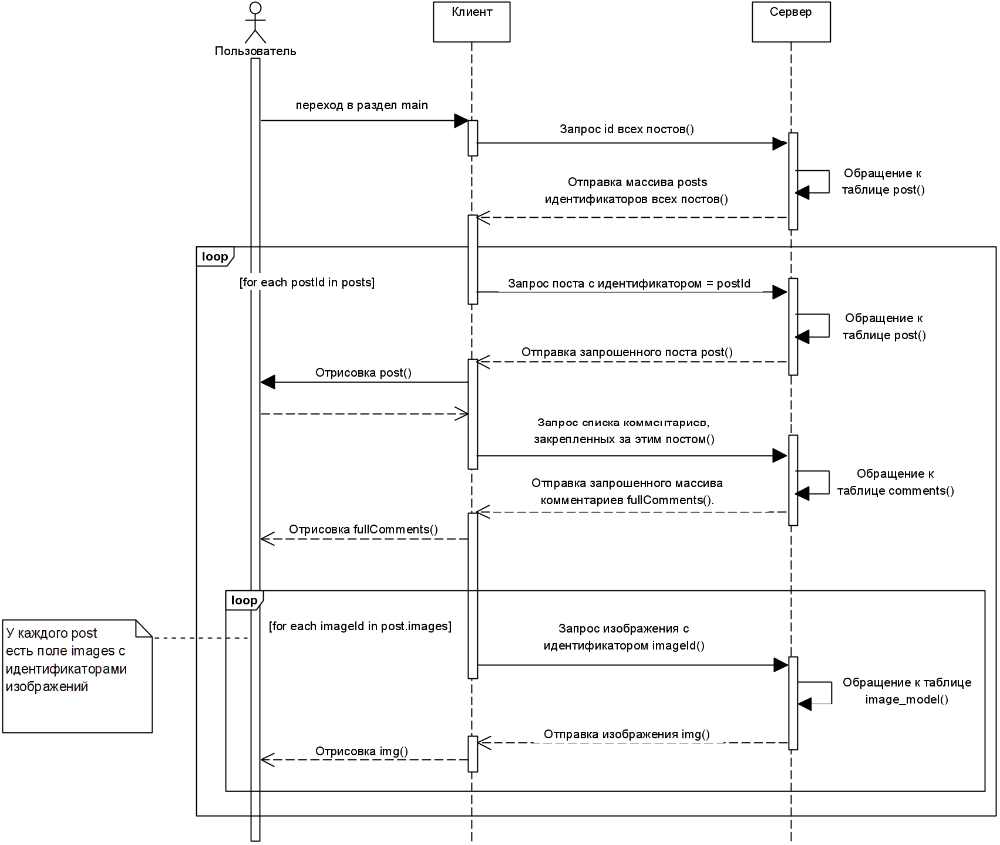 Клиент
Сервер
Пользователь
переход в раздел main
Запрос id всех постов()
Обращение к
таблице post()
Отправка массива posts
идентификаторов всех постов()
loop
[for each postId in posts]
Запрос поста с идентификатором = postId
Обращение к
таблице post()
Отправка запрошенного поста post()
Отрисовка post()
Запрос списка комментариев,
закрепленных за этим постом()
Обращение к
таблице comments()
Отправка запрошенного массива
комментариев fullComments().
Отрисовка fullComments()
loop
[for each imageId in post.images]
У каждого post
есть поле images с
идентификаторами
изображений
Запрос изображения с
идентификатором imageId()
Обращение к таблице
image_model()
Отправка изображения img()
Отрисовка img()